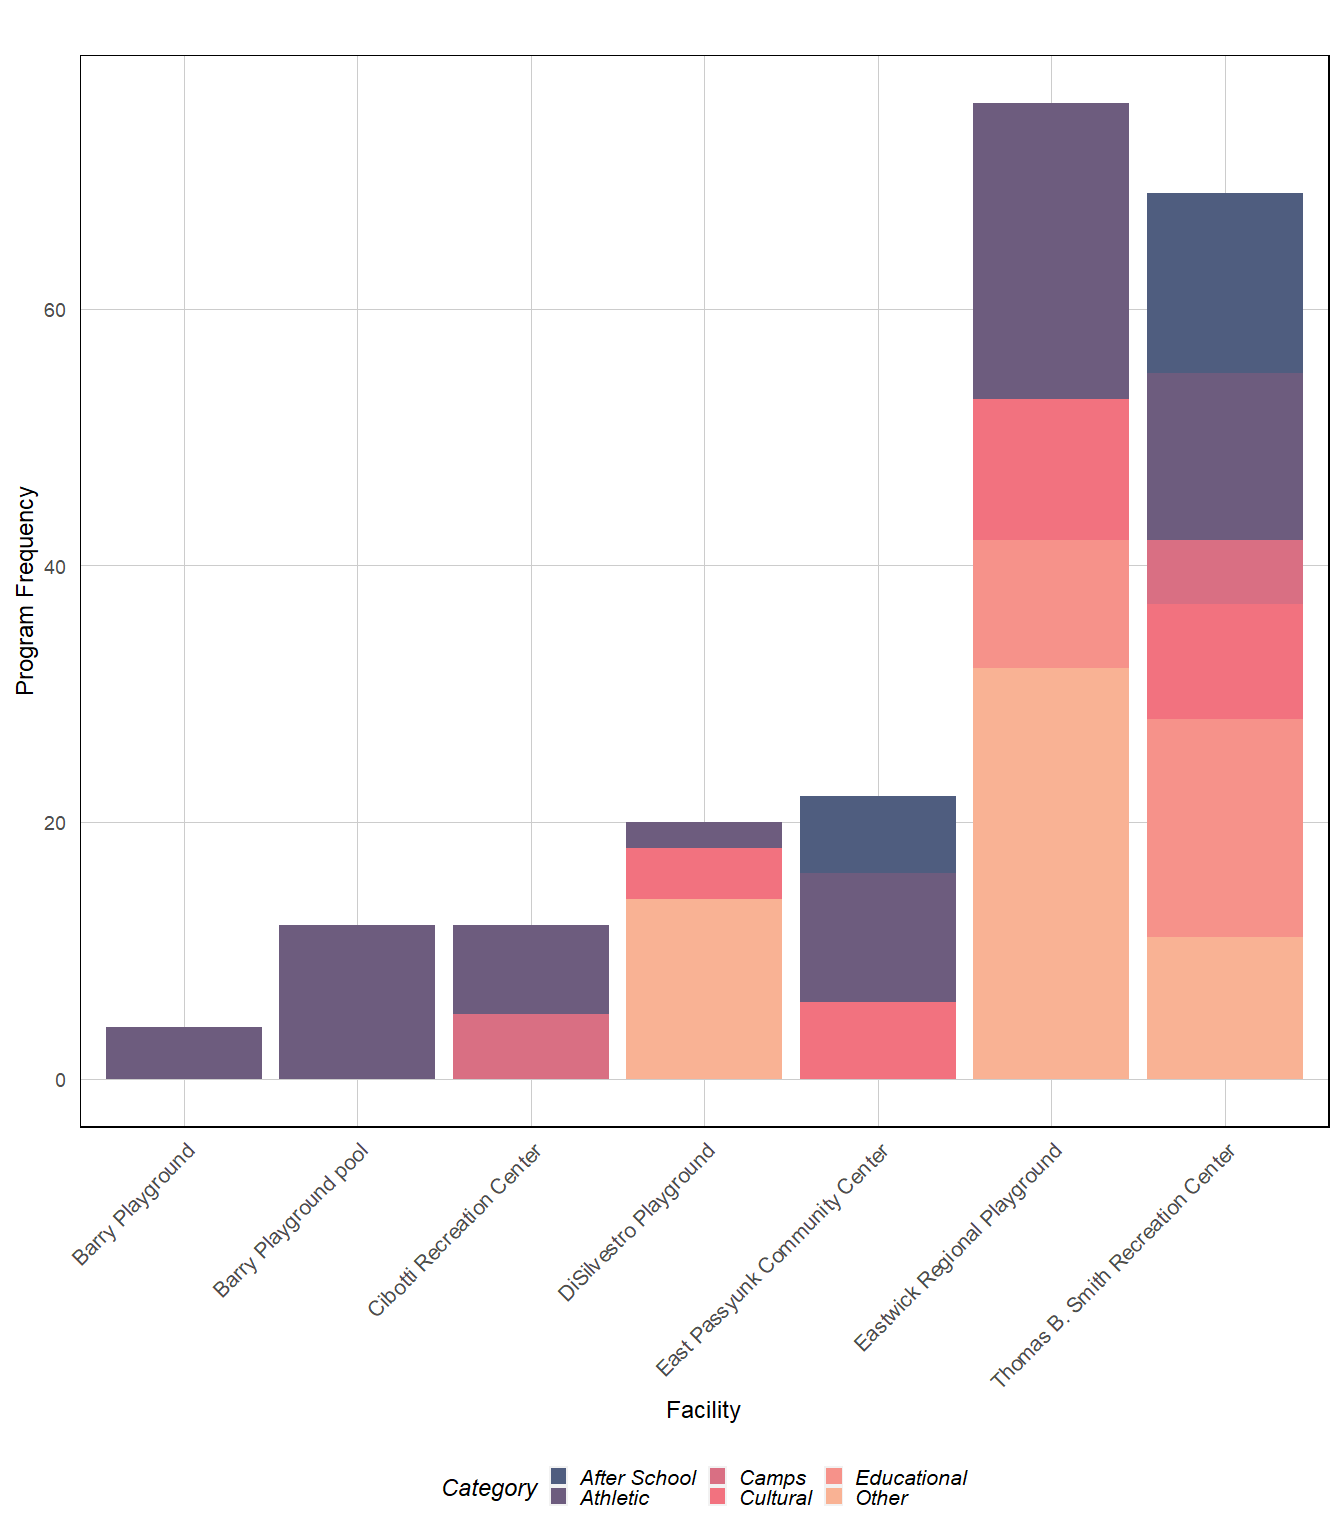 60
40
20
0
Program Frequency
Barry Playground
Barry Playground pool
Cibotti Recreation Center
DiSilvestro Playground
East Passyunk Community Center
Eastwick Regional Playground
Thomas B. Smith Recreation Center
Facility
Category
After School
Athletic
Camps
Cultural
Educational
Other